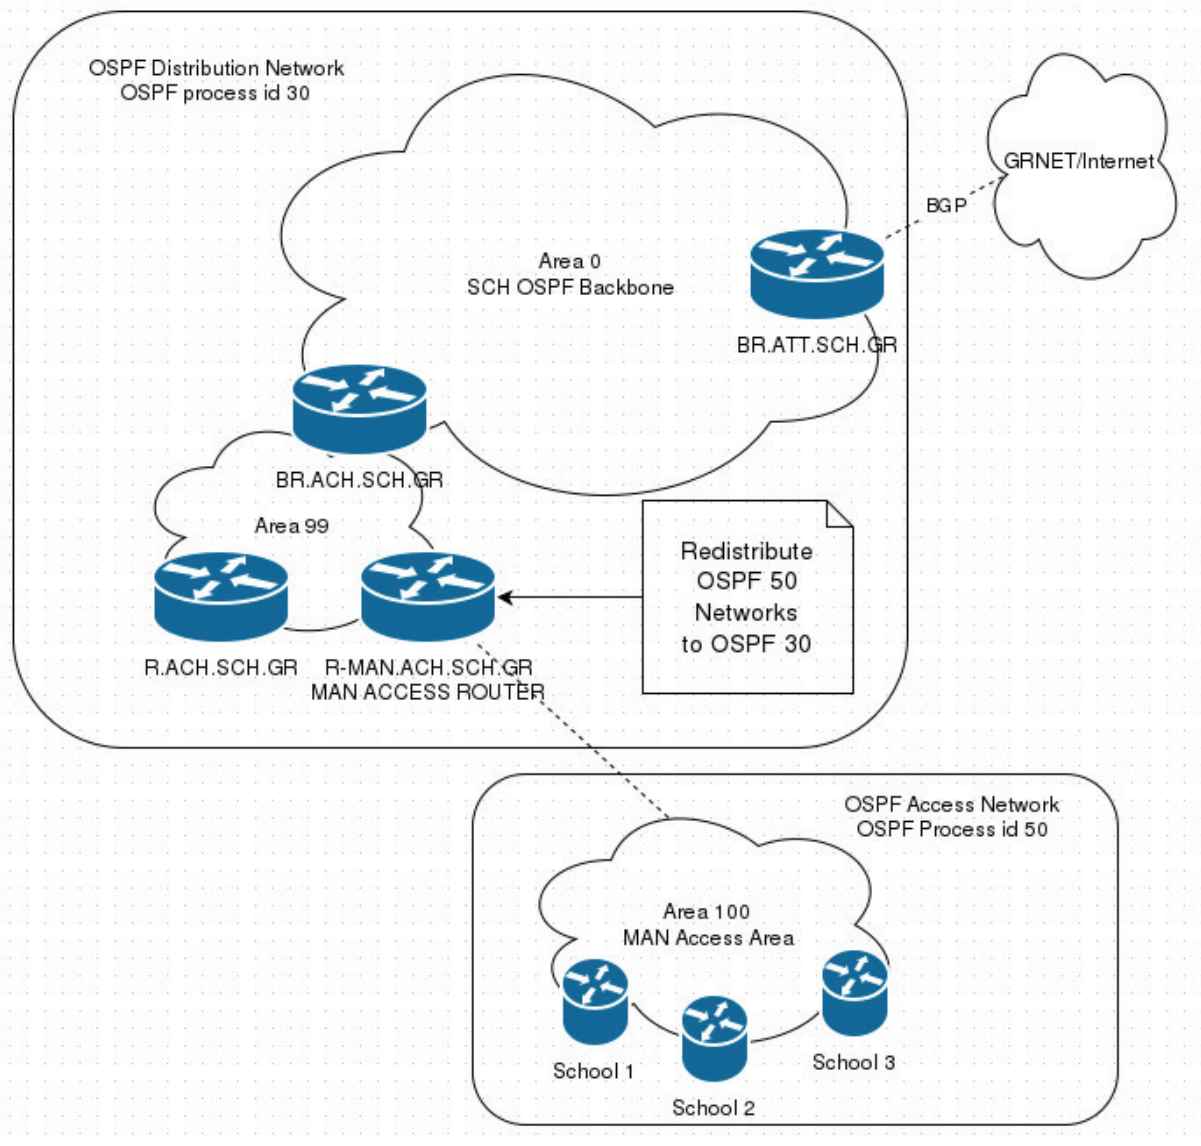 OSPF Distribution Network
OSPF process id 30
GRNET/Internet
BGP
Area 0
SCH OSPF Backbone
BR.ATT.SCH.GR
BR.ACH.SCH.GR
Area 99
Redistribute
OSPF 50
Networks
to OSPF 30
R.ACH.SCH.GR
R-MAN.ACH.SCH.GR
MAN ACCESS ROUTER
OSPF Access Network
OSPF Process id 50
Area 100
MAN Access Area
School 1
School 2
School 3